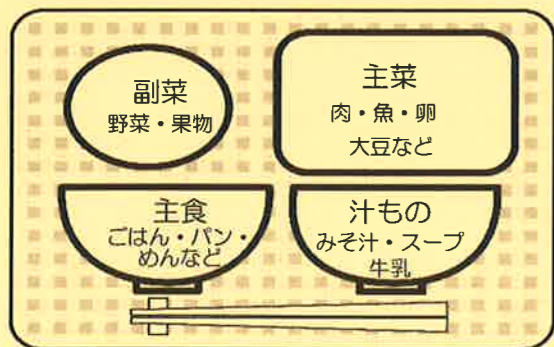 副菜
野菜・果物
主菜
肉・魚・卵
大豆など
主食
ごはん・パン・
めんなど
汁もの
みそ汁・スープ
牛乳